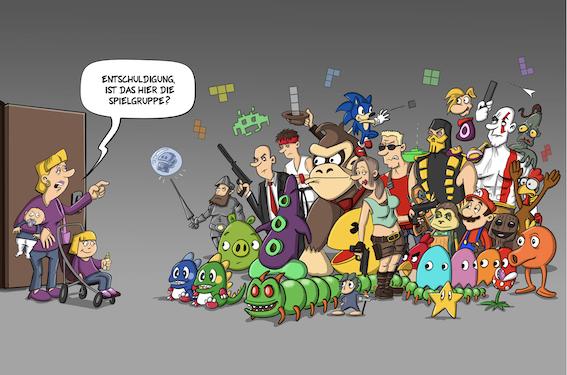 ENTSCHULDIGUNG,
IST DAS HIER DIE
SPIELGRUPPE?